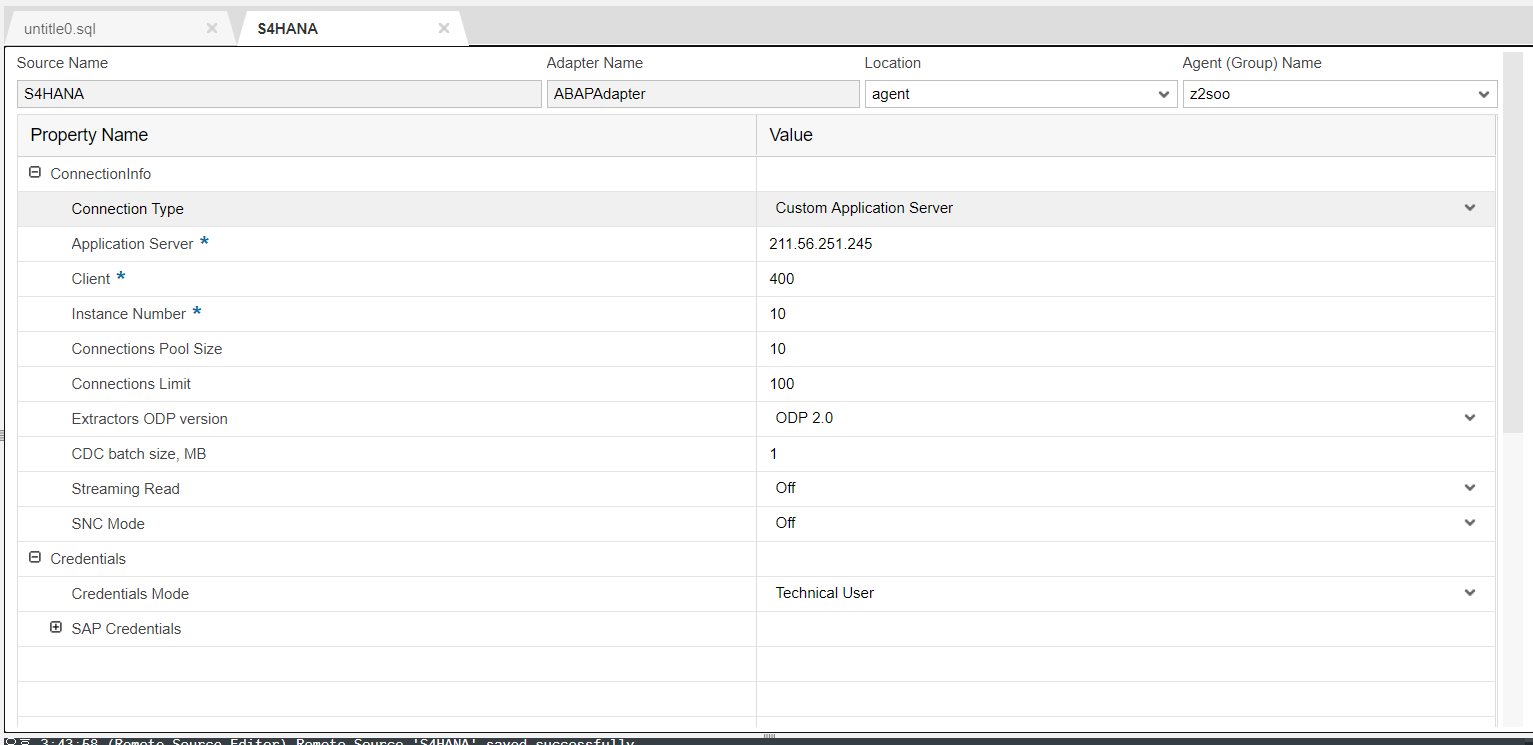 untitle0.sql S4HANA
Source Name Adapter Name Location Agent (Group) Name
S4HANA ABAPAdapter agent z2soo
Property Name Value
ConnectionInfo
Connection Type Custom Application Server
Application Server * 211.56.251.245
Client * 400
Instance Number * 10
Connections Pool Size 10
Connections Limit 100
Extractors ODP version ODP 2.0
CDC batch size, MB 1
Streaming Read Off
SNC Mode Off
Credentials
Credentials Mode Technical User
SAP Credentials
3:43:58 (Remote Source Editor) Remote Source 'S4HANA' saved successfully